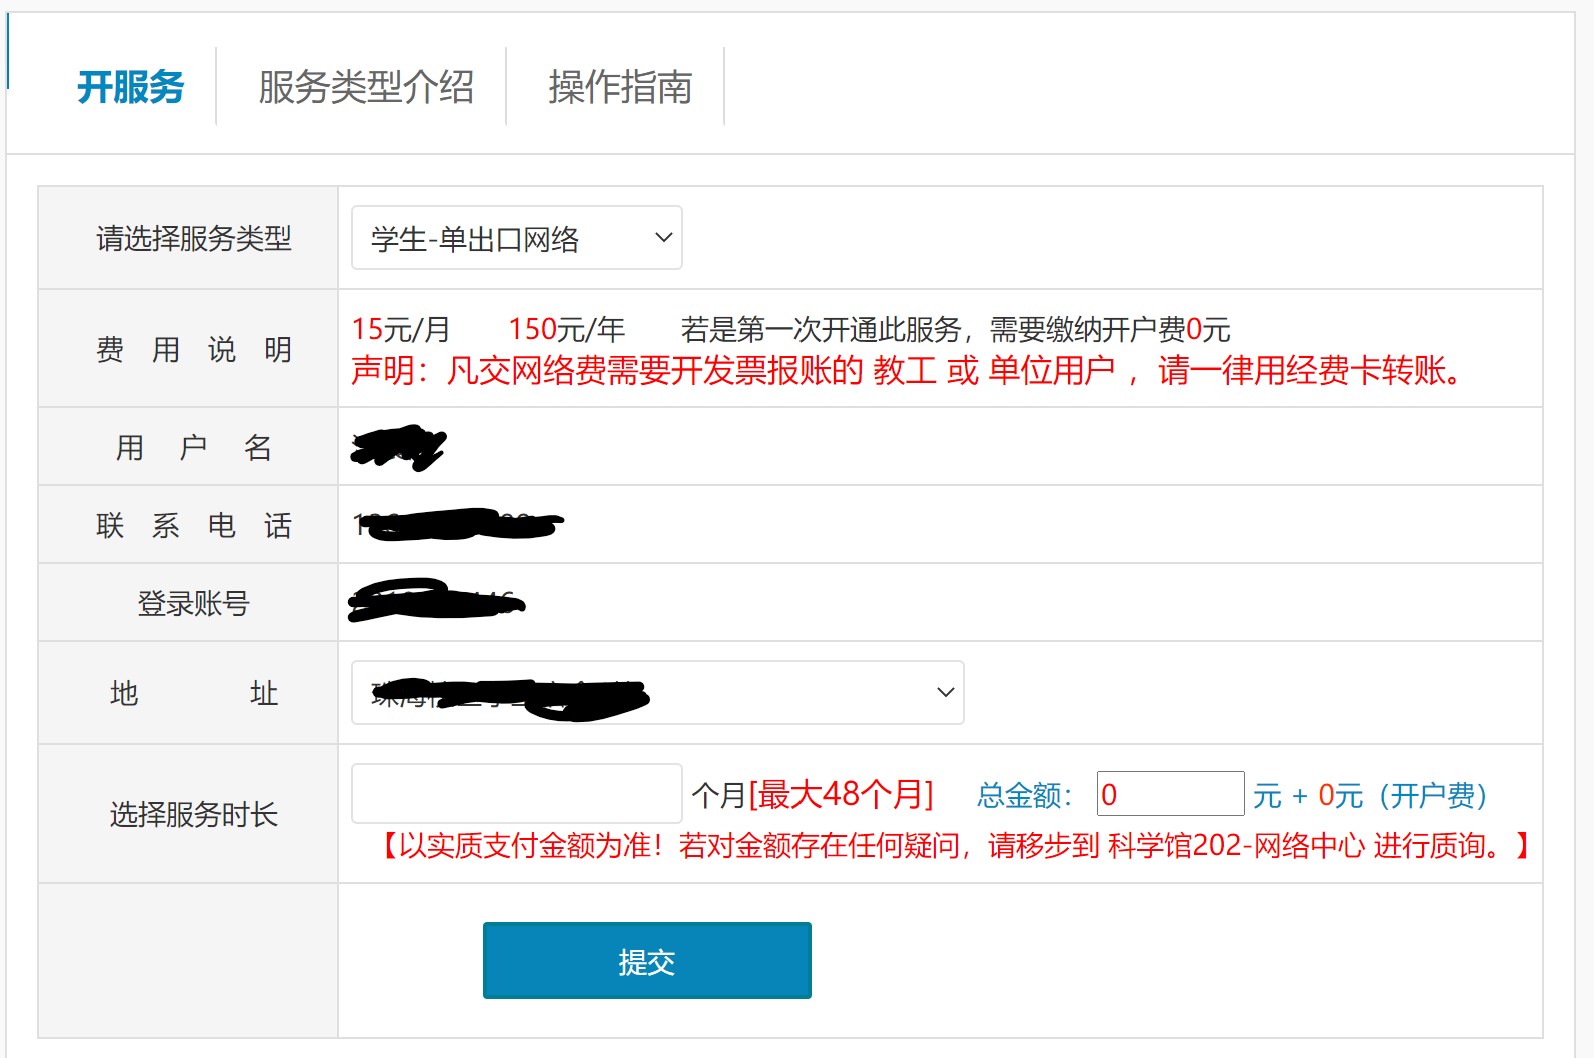 开服务
服务类型介绍
操作指南
请选择服务类型
学生-单出口网络
费 用 说 明
15元/月 150元/年 若是第一次开通此服务，需要缴纳开户费0元
声明：凡交网络费需要开发票报账的 教工 或 单位用户 ，请一律用经费卡转账。
用 户 名
联 系 电 话
登录账号
地 址
选择服务时长
个月[最大48个月] 总金额： 0 元 + 0元（开户费）
【以实质支付金额为准！若对金额存在任何疑问，请移步到 科学馆202-网络中心 进行质询。】
提交